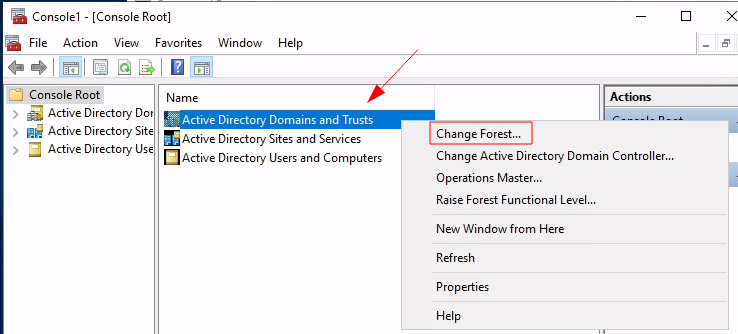 Console1 - [Console Root]
File Action View Favorites Window Help
Console Root
Active Directory Dor
Active Directory Site
Active Directory Use
Name
Active Directory Domains and Trusts
Active Directory Sites and Services
Active Directory Users and Computers
Actions
Console Root
Change Forest...
Change Active Directory Domain Controller...
Operations Master...
Raise Forest Functional Level...
New Window from Here
Refresh
Properties
Help